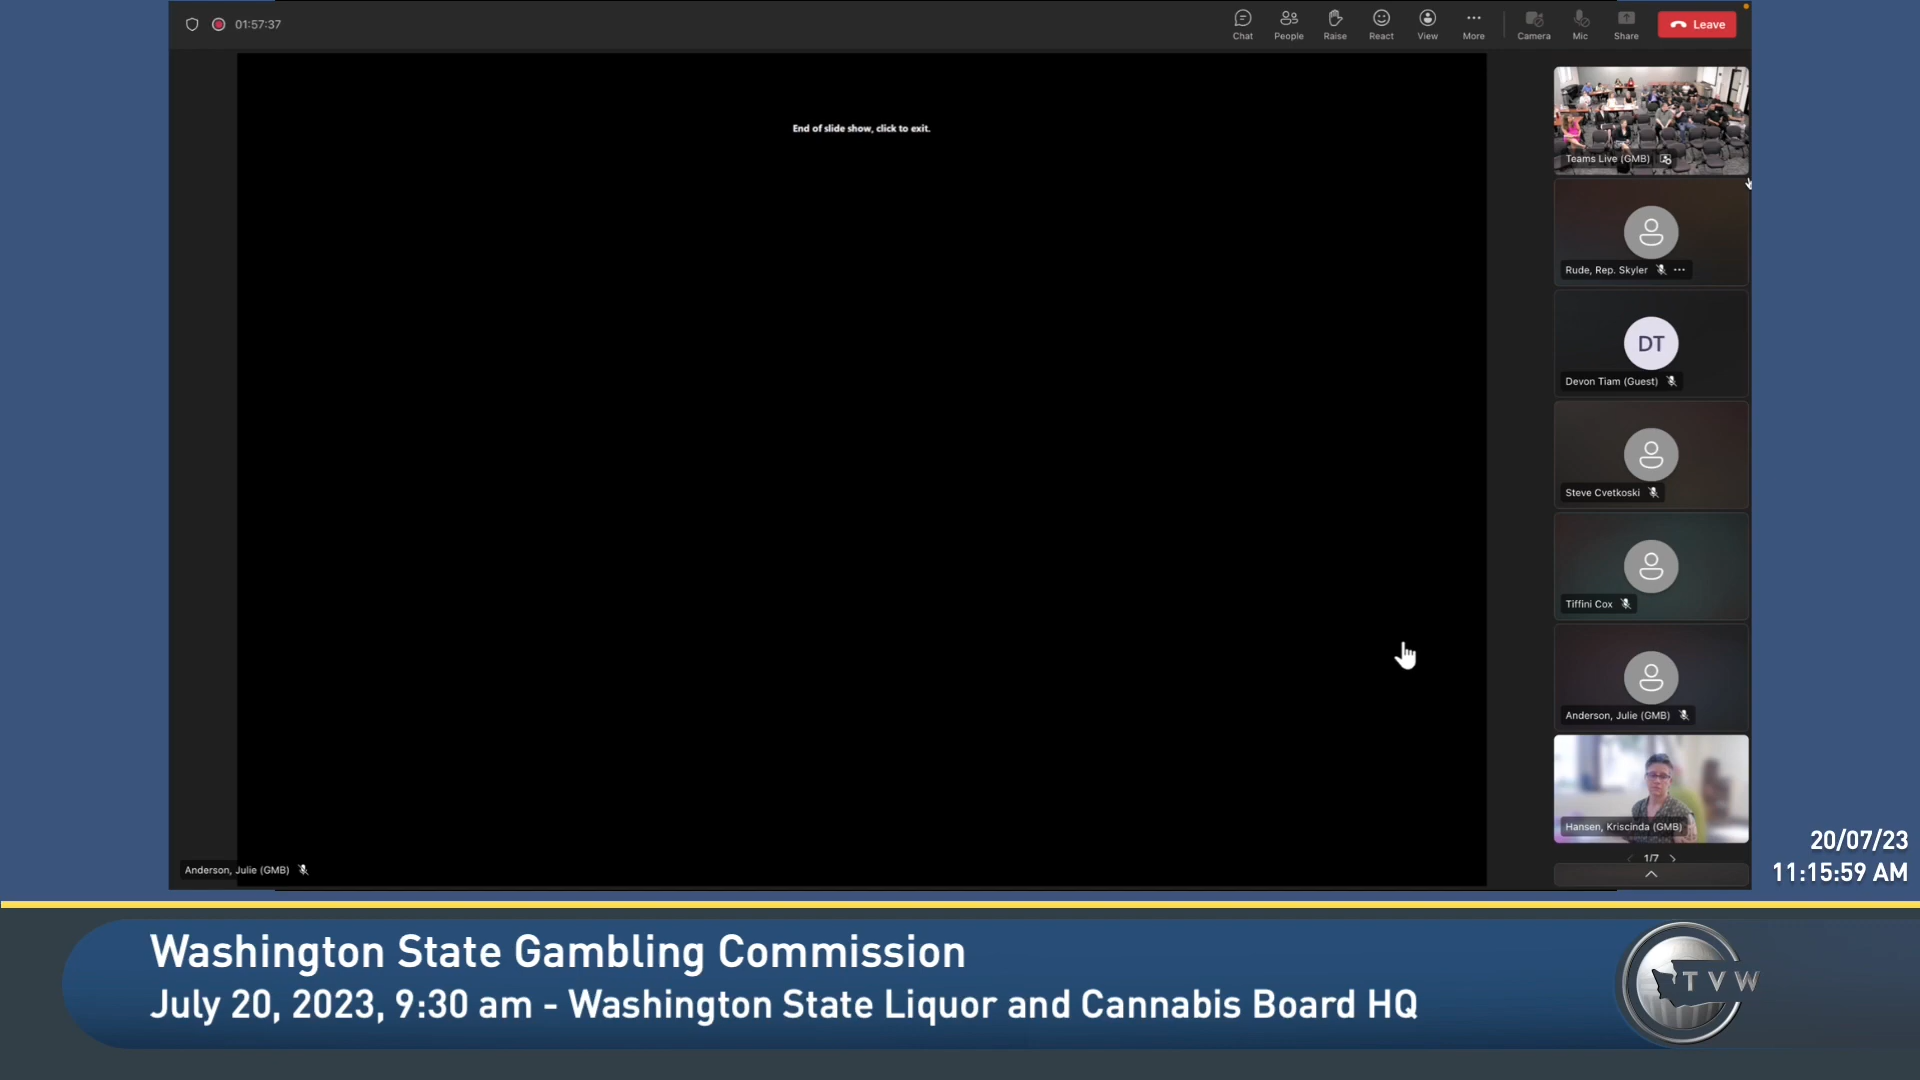 01:57:37
Chat
People
Raise
React
View
More
Camera
Mic
Share
Leave
End of slide show, click to exit.
Teams Live (GMB)
Rude, Rep. Skyler
DT
Devon Tiam (Guest)
Steve Cvetkoski
Tiffini Cox
Anderson, Julie (GMB)
Hansen, Kriscinda (GMB)
1/7
Anderson, Julie (GMB)
20/07/23
11:15:59 AM
Washington State Gambling Commission
July 20, 2023, 9:30 am - Washington State Liquor and Cannabis Board HQ
TVW